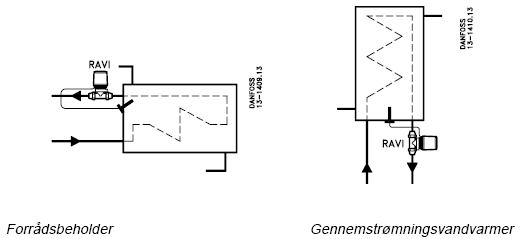 RAVI
DANFOSS
13-1409.13
DANFOSS
13-1410.13
RAVI
Forrådsbeholder
Gennemstrømningsvandvarmer